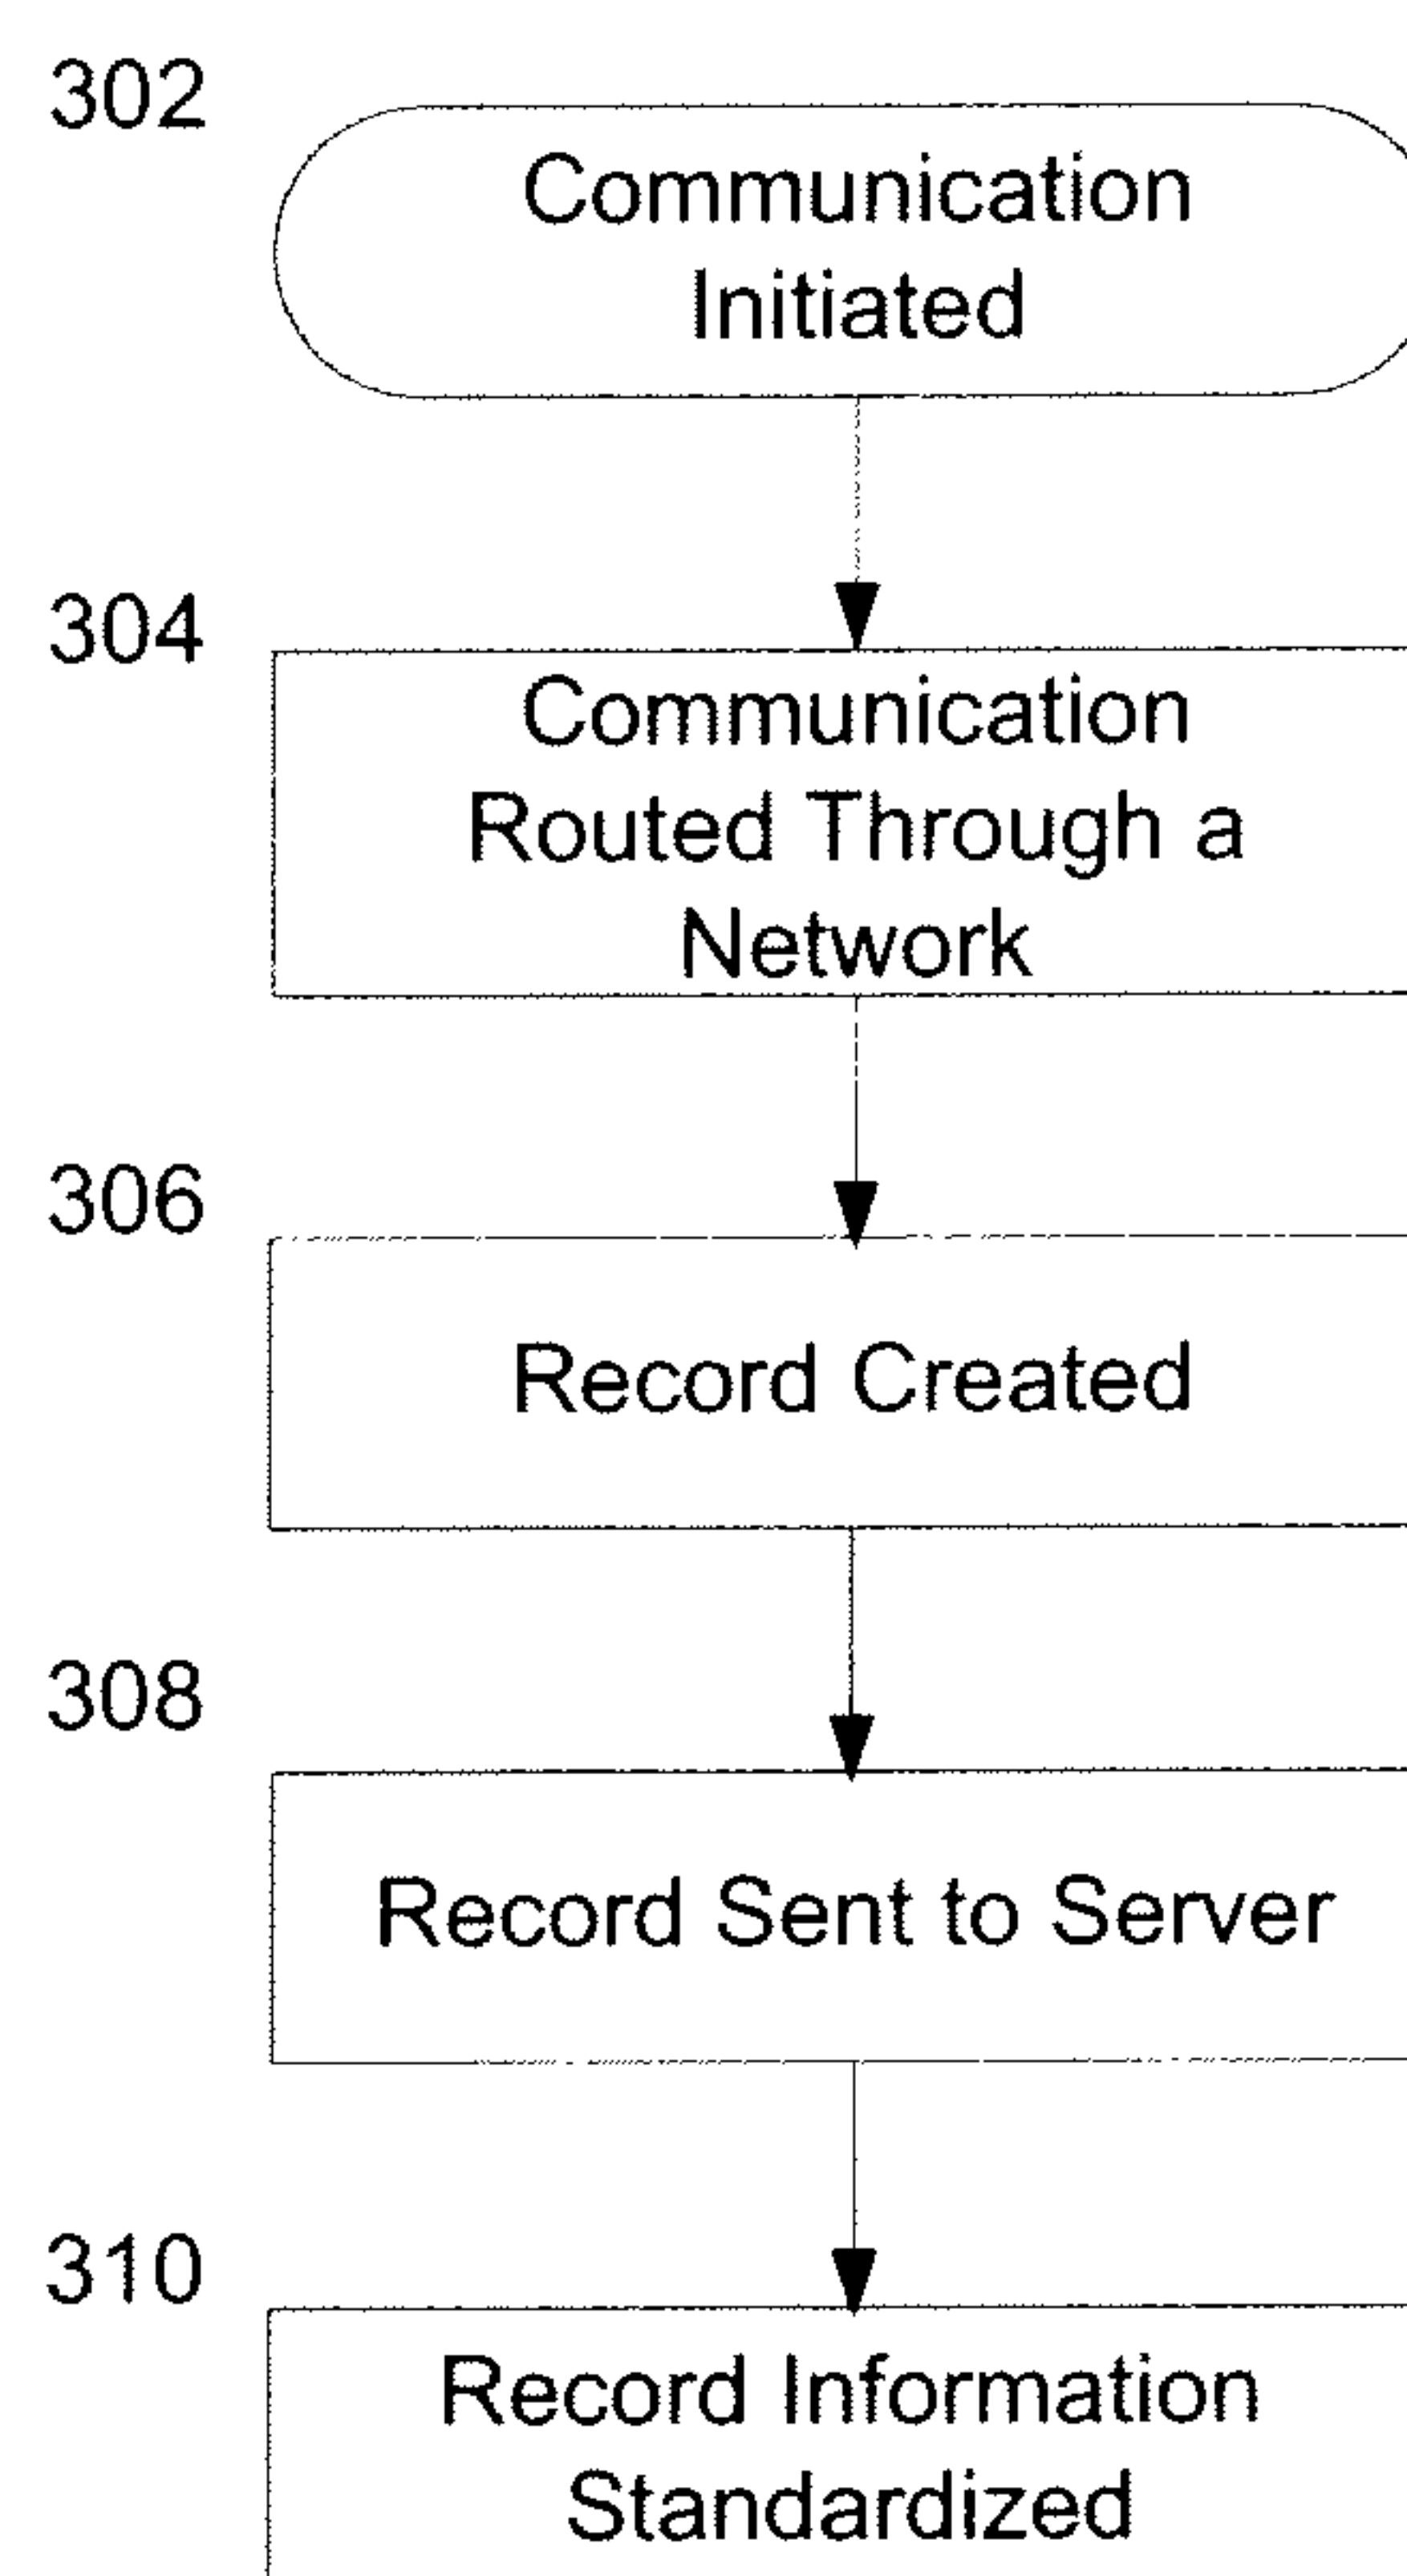 302
Communication
Initiated
304
Communication
Routed Through a
Network
306
Record Created
308
Record Sent to Server
310
Record Information
Standardized